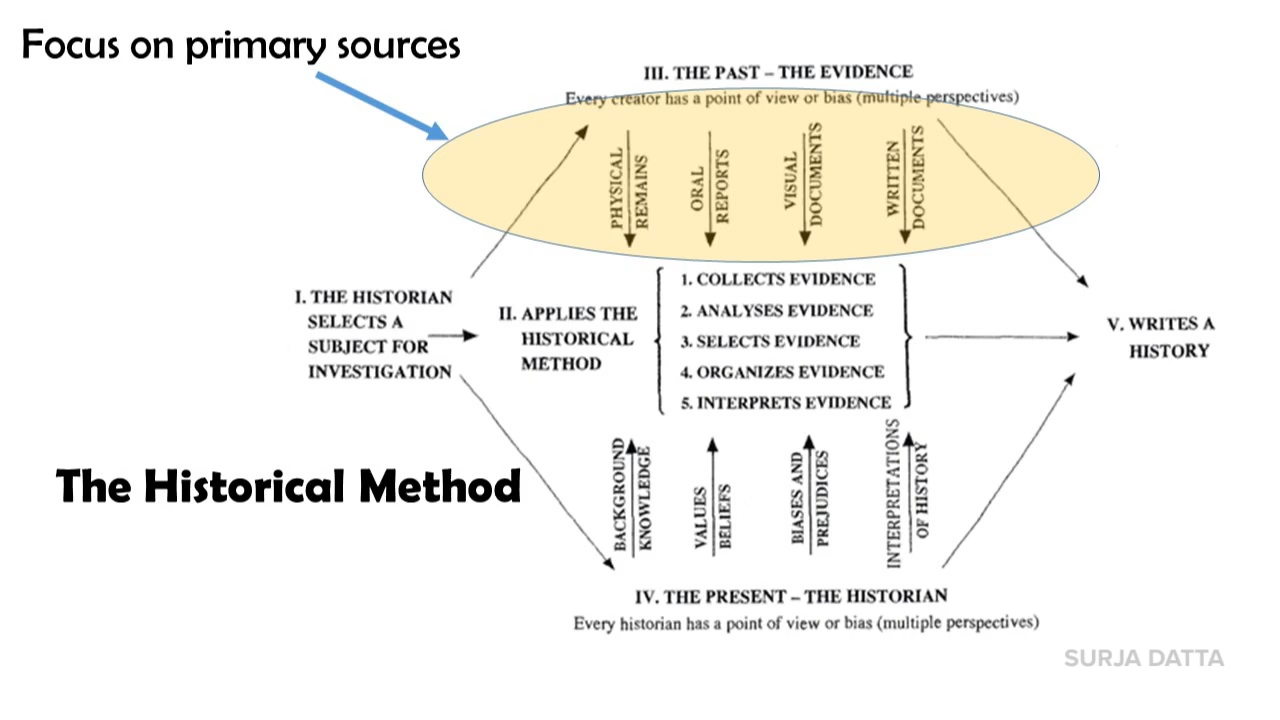 Focus on primary sources
III. THE PAST – THE EVIDENCE
Every creator has a point of view or bias (multiple perspectives)
PHYSICAL
REMAINS
ORAL
REPORTS
VISUAL
DOCUMENTS
WRITTEN
DOCUMENTS
I. THE HISTORIAN
SELECTS A
SUBJECT FOR
INVESTIGATION
II. APPLIES THE
HISTORICAL
METHOD
1. COLLECTS EVIDENCE
2. ANALYSES EVIDENCE
3. SELECTS EVIDENCE
4. ORGANIZES EVIDENCE
5. INTERPRETS EVIDENCE
V. WRITES A
HISTORY
The Historical Method
BACKGROUND
KNOWLEDGE
VALUES
BELIEFS
BIASES AND
PREJUDICES
INTERPRETATIONS
OF HISTORY
IV. THE PRESENT – THE HISTORIAN
Every historian has a point of view or bias (multiple perspectives)
SURJA DATTA